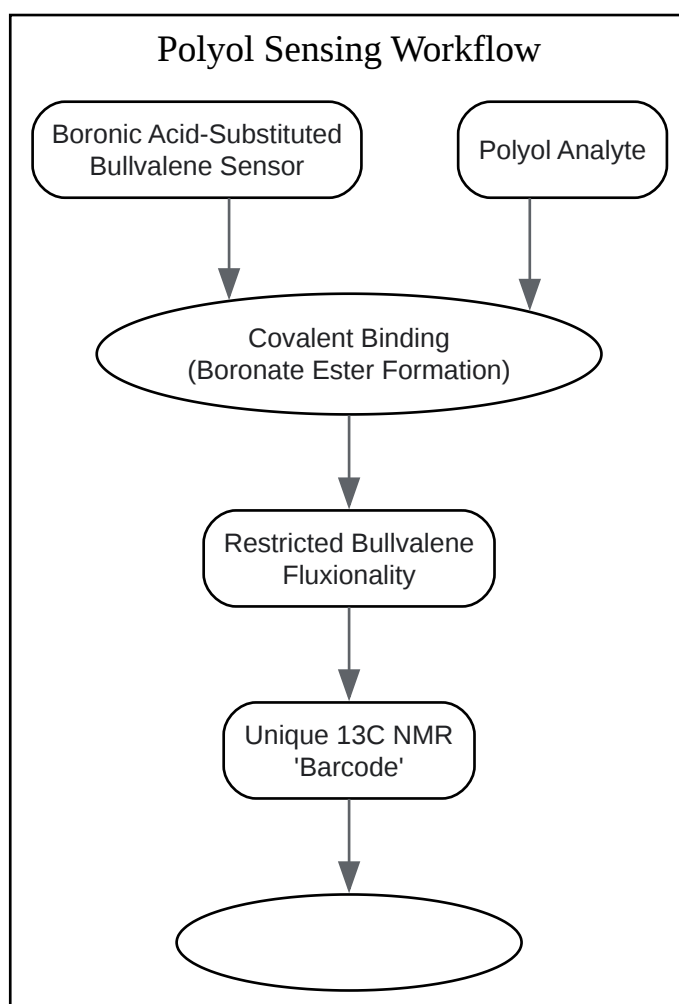 Polyol Sensing Workflow
Boronic Acid-Substituted
Bullvalene Sensor
Polyol Analyte
Covalent Binding
(Boronate Ester Formation)
Restricted Bullvalene
Fluxionality
Unique 13C NMR
'Barcode'